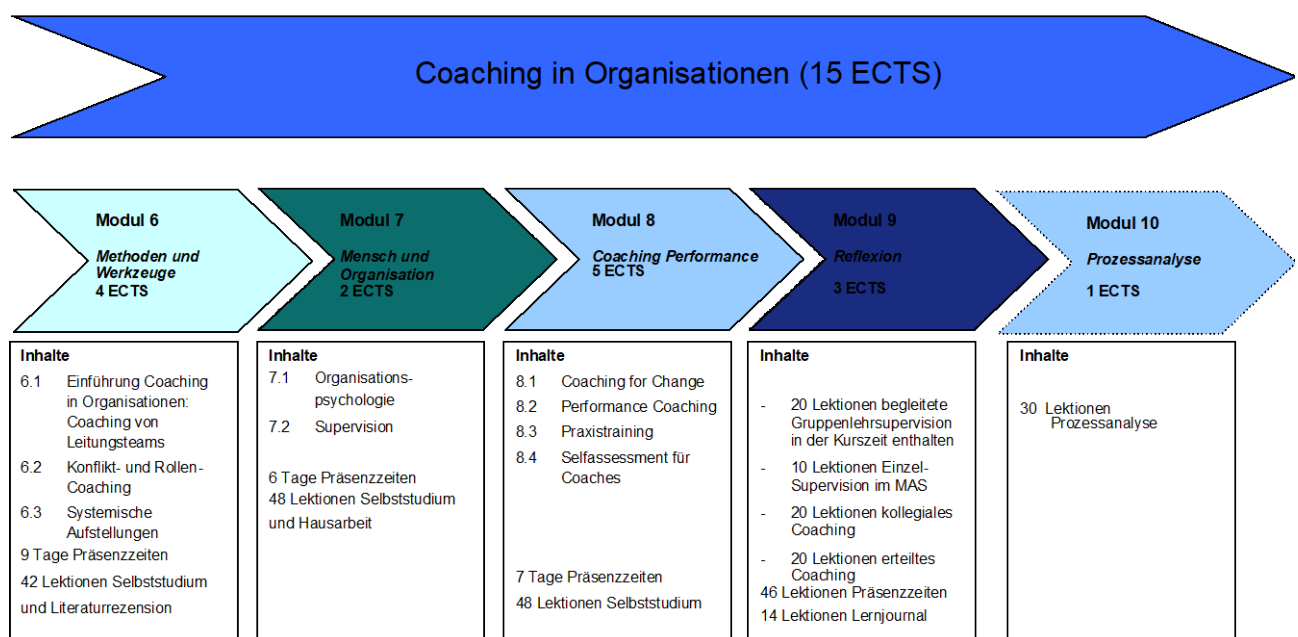 Coaching in Organisationen (15 ECTS)
Modul 6
Methoden und
Werkzeuge
4 ECTS
Modul 7
Mensch und
Organisation
2 ECTS
Modul 8
Coaching Performance
5 ECTS
Modul 9
Reflexion
3 ECTS
Modul 10
Prozessanalyse
1 ECTS
Inhalte
6.1 Einführung Coaching
in Organisationen:
Coaching von
Leitungsteams
6.2 Konflikt- und Rollen-
Coaching
6.3 Systemische
Aufstellungen
9 Tage Präsenzzeiten
42 Lektionen Selbststudium
und Literaturrezension
Inhalte
7.1 Organisations-
psychologie
7.2 Supervision
6 Tage Präsenzzeiten
48 Lektionen Selbststudium
und Hausarbeit
Inhalte
8.1 Coaching for Change
8.2 Performance Coaching
8.3 Praxistraining
8.4 Selfassessment für
Coaches
7 Tage Präsenzzeiten
48 Lektionen Selbststudium
Inhalte
- 20 Lektionen begleitete
Gruppenlehrsupervision
in der Kurszeit enthalten
- 10 Lektionen Einzel-
Supervision im MAS
- 20 Lektionen kollegiales
Coaching
- 20 Lektionen erteiltes
Coaching
46 Lektionen Präsenzzeiten
14 Lektionen Lernjournal
Inhalte
30 Lektionen
Prozessanalyse